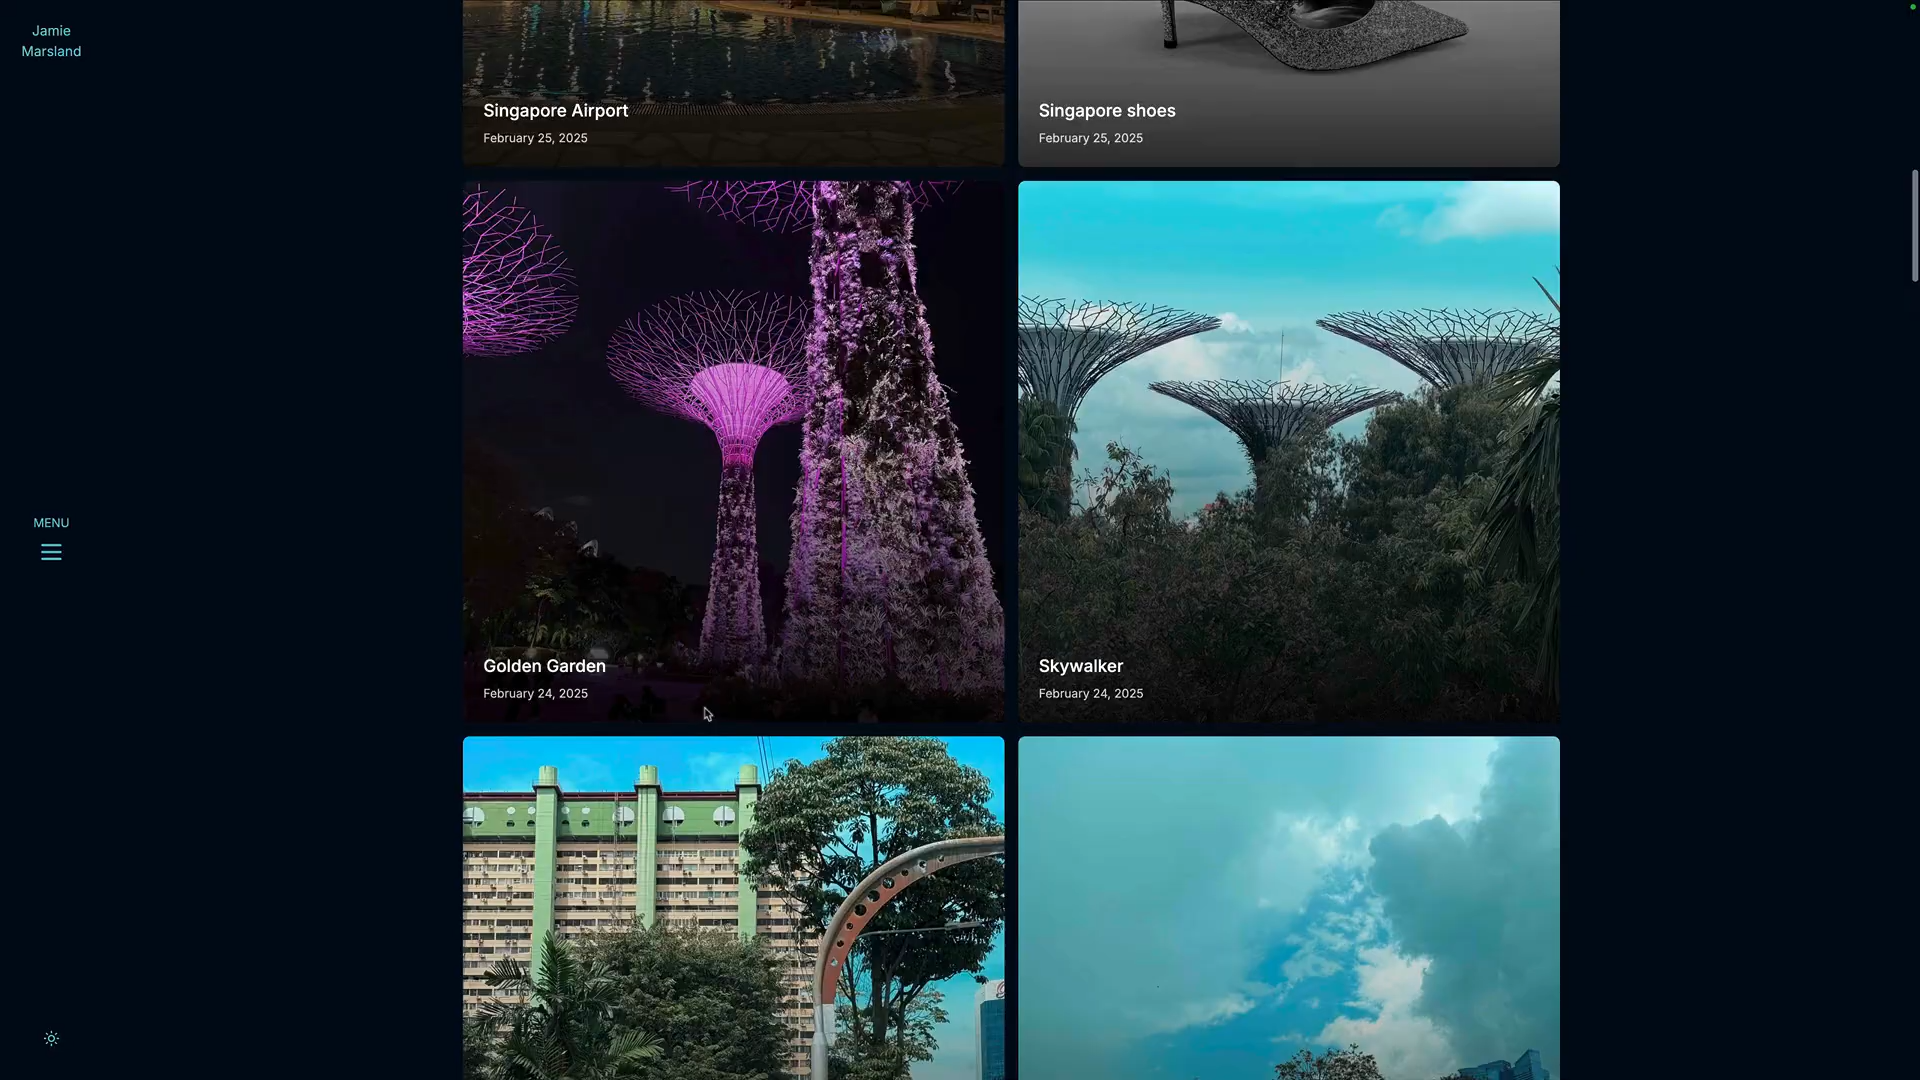 Jamie
Marsland
Singapore Airport
February 25, 2025
Singapore shoes
February 25, 2025
MENU
Golden Garden
February 24, 2025
Skywalker
February 24, 2025